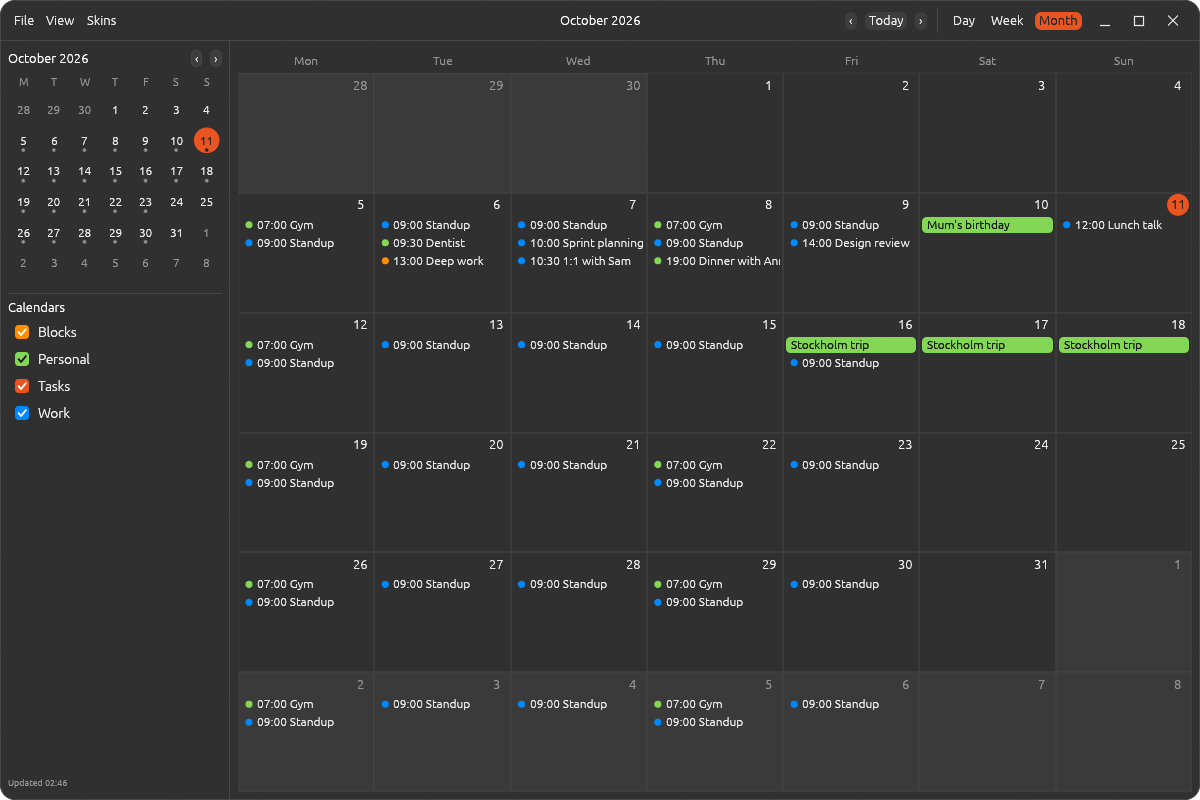 File View Skins
October 2026
‹ Today › Day Week Month
October 2026 ‹ ›
M T W T F S S
28 29 30 1 2 3 4
5 6 7 8 9 10 11
12 13 14 15 16 17 18
19 20 21 22 23 24 25
26 27 28 29 30 31 1
2 3 4 5 6 7 8
Calendars
Blocks
Personal
Tasks
Work
Updated 02:46
Mon Tue Wed Thu Fri Sat Sun
28 29 30 1 2 3 4
5 6 7 8 9 10 11
07:00 Gym 09:00 Standup 09:00 Standup 07:00 Gym 09:00 Standup Mum's birthday 12:00 Lunch talk
09:00 Standup 09:30 Dentist 10:00 Sprint planning 09:00 Standup 14:00 Design review
13:00 Deep work 10:30 1:1 with Sam 19:00 Dinner with
12 13 14 15 16 17 18
07:00 Gym 09:00 Standup 09:00 Standup 09:00 Standup Stockholm trip Stockholm trip Stockholm trip
09:00 Standup 09:00 Standup
19 20 21 22 23 24 25
07:00 Gym 09:00 Standup 09:00 Standup 07:00 Gym 09:00 Standup
09:00 Standup 09:00 Standup
26 27 28 29 30 31 1
07:00 Gym 09:00 Standup 09:00 Standup 07:00 Gym 09:00 Standup
09:00 Standup 09:00 Standup
2 3 4 5 6 7 8
07:00 Gym 09:00 Standup 09:00 Standup 07:00 Gym 09:00 Standup
09:00 Standup 09:00 Standup